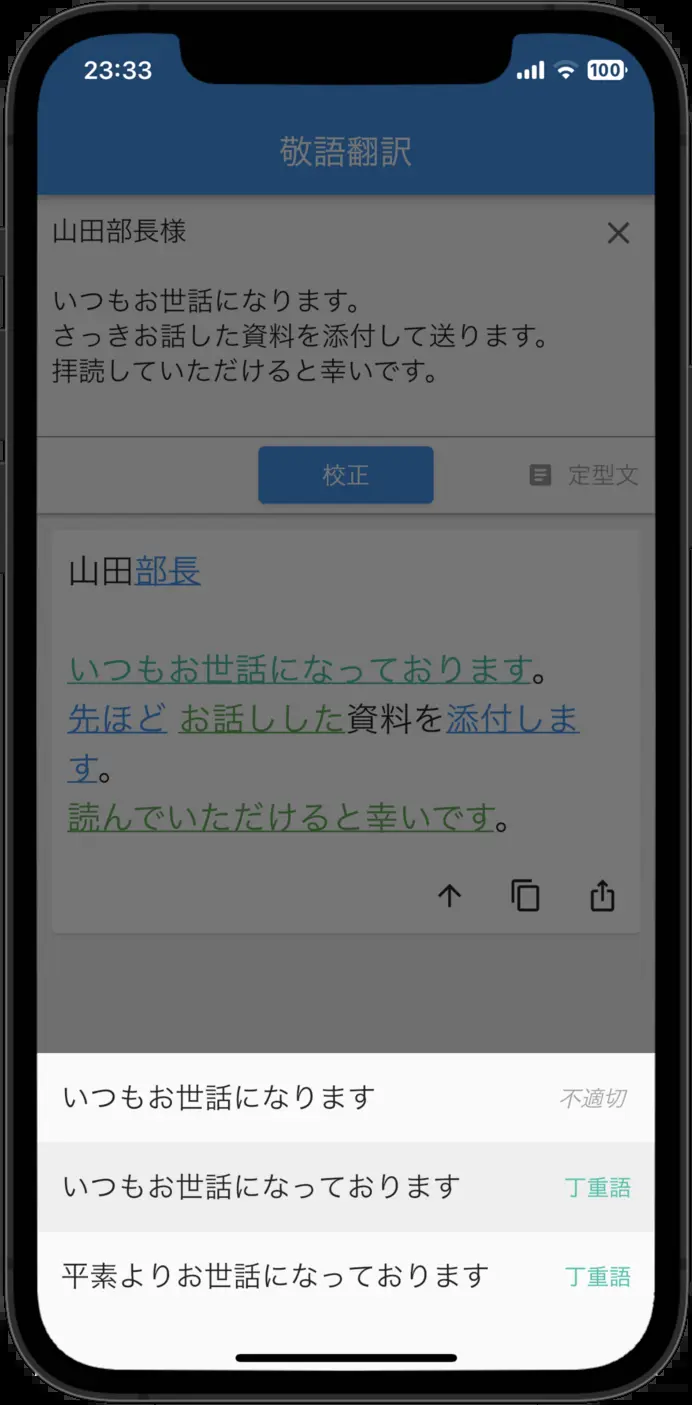 23:33
100
敬語翻訳
山田部長様
いつもお世話になります。
さっきお話した資料を添付して送ります。
拝読していただけると幸いです。
校正
定型文
山田部長
いつもお世話になっております。
先ほど お話しした資料を添付しま
す。
読んでいただけると幸いです。
いつもお世話になります
不適切
いつもお世話になっております
丁重語
平素よりお世話になっております
丁重語